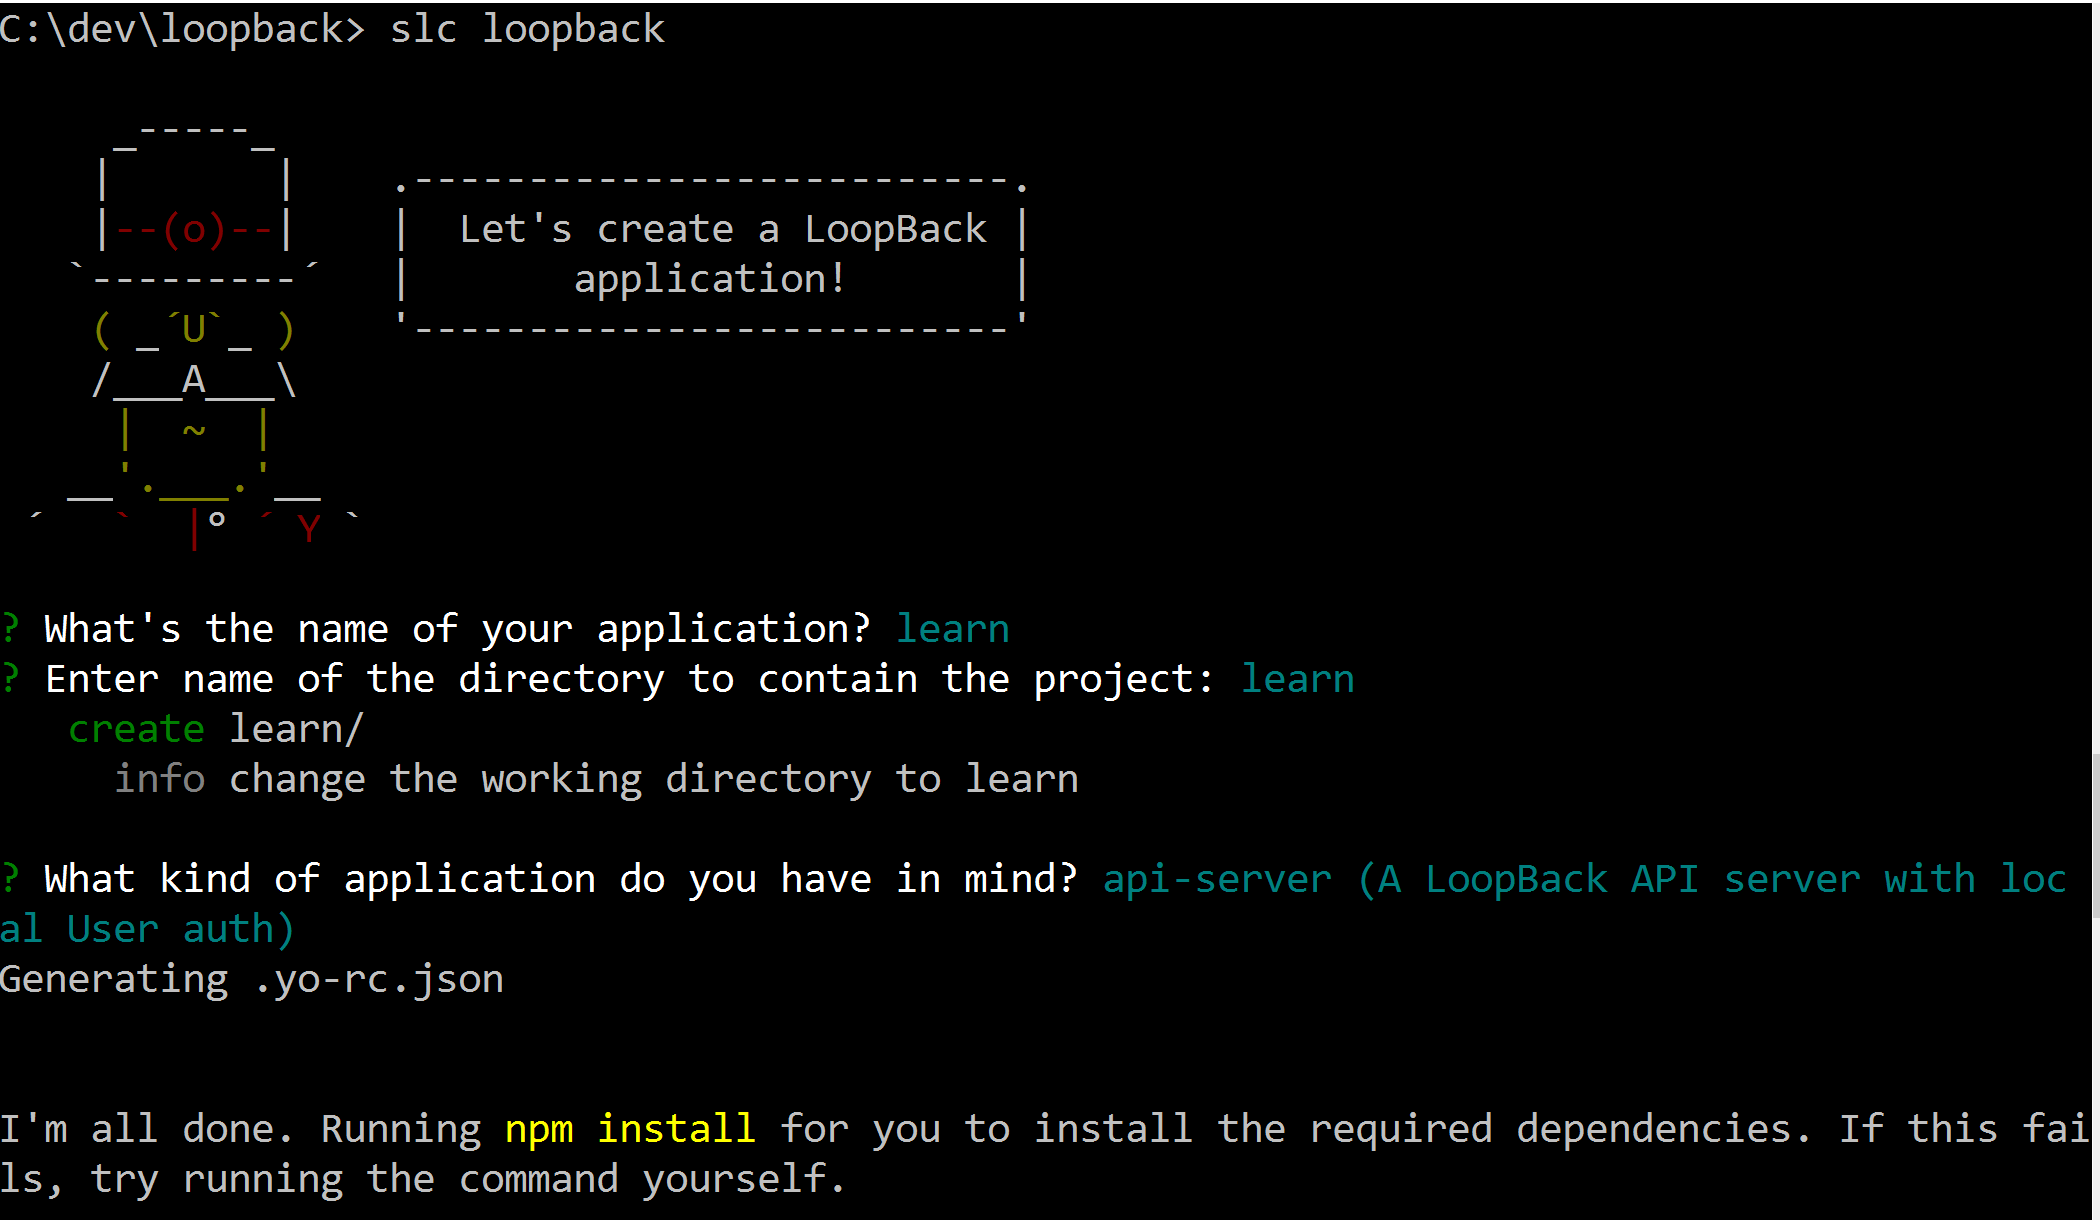 C:\dev\loopback> slc loopback
     _-----_
    |       |    .--------------------------.
    |--(o)--|    |  Let's create a LoopBack |
   `---------´   |       application!       |
    ( _´U`_ )    '--------------------------'
    /___A___\
     |  ~  |
   __'.___.'__
 ´   `  |° ´ Y `
? What's the name of your application? learn
? Enter name of the directory to contain the project: learn
   create learn/
     info change the working directory to learn
? What kind of application do you have in mind? api-server (A LoopBack API server with loc
al User auth)
Generating .yo-rc.json
I'm all done. Running npm install for you to install the required dependencies. If this fai
ls, try running the command yourself.